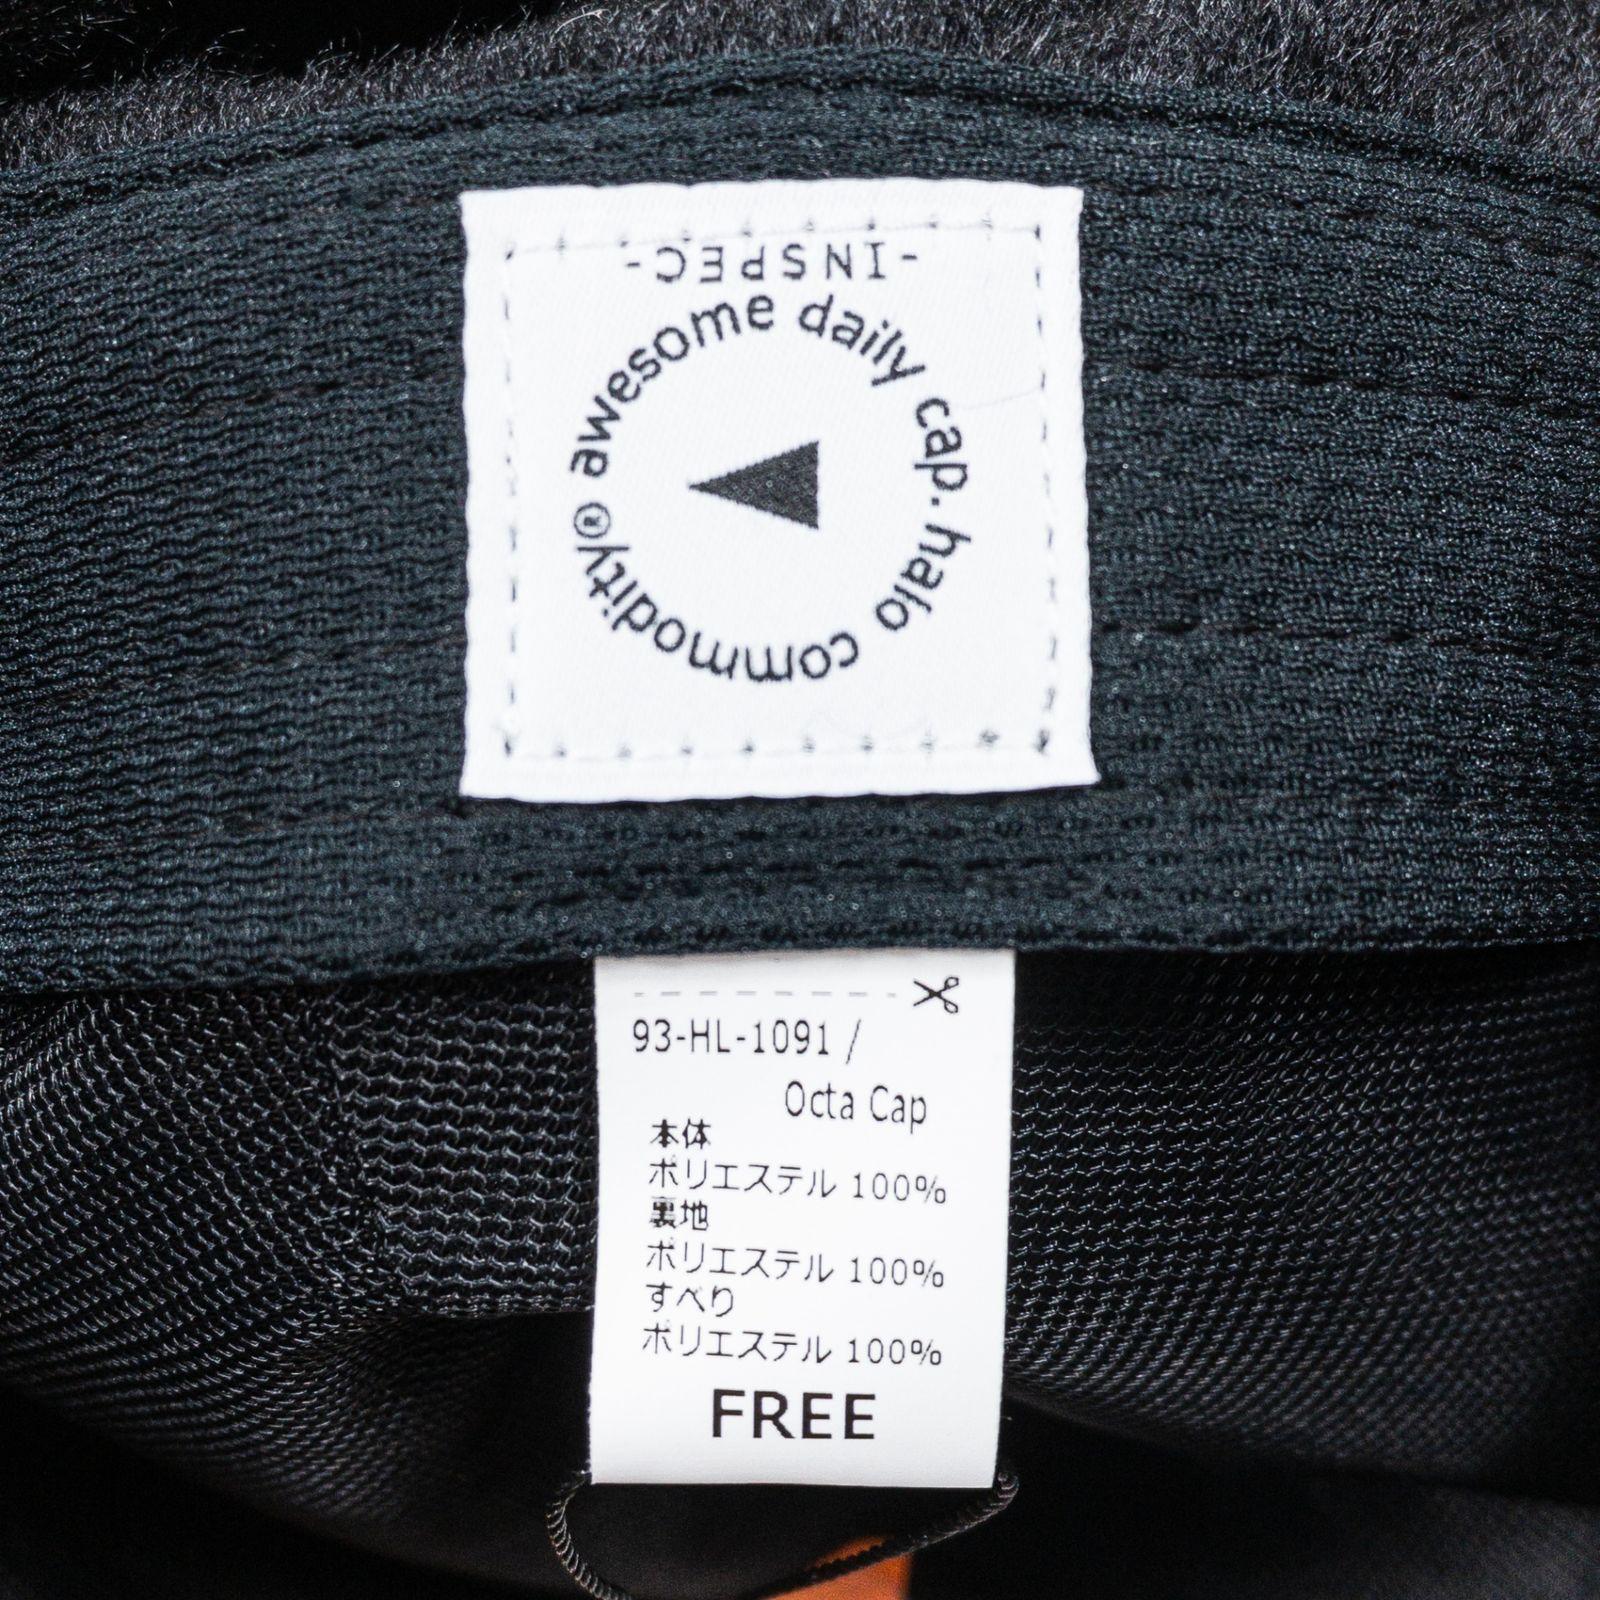 -INSPEC-
awesome daily cap. halo commodity®
93-HL-1091 /
Octa Cap
本体
ポリエステル 100%
裏地
ポリエステル 100%
すべり
ポリエステル 100%
FREE